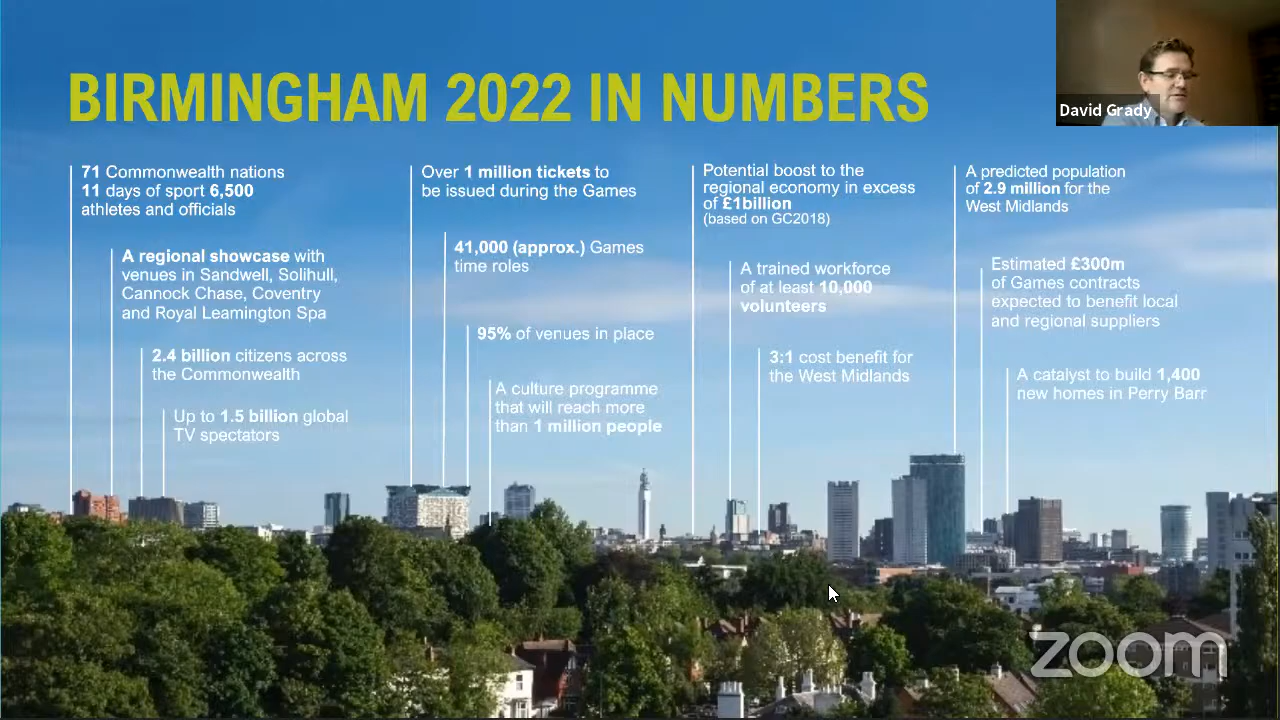 BIRMINGHAM 2022 IN NUMBERS
David Grady
71 Commonwealth nations
11 days of sport 6,500
athletes and officials
A regional showcase with
venues in Sandwell, Solihull,
Cannock Chase, Coventry
and Royal Leamington Spa
2.4 billion citizens across
the Commonwealth
Up to 1.5 billion global
TV spectators
Over 1 million tickets to
be issued during the Games
41,000 (approx.) Games
time roles
95% of venues in place
A culture programme
that will reach more
than 1 million people
Potential boost to the
regional economy in excess
of £1billion
(based on GC2018)
A trained workforce
of at least 10,000
volunteers
3:1 cost benefit for
the West Midlands
A predicted population
of 2.9 million for the
West Midlands
Estimated £300m
of Games contracts
expected to benefit local
and regional suppliers
A catalyst to build 1,400
new homes in Perry Barr
zoom